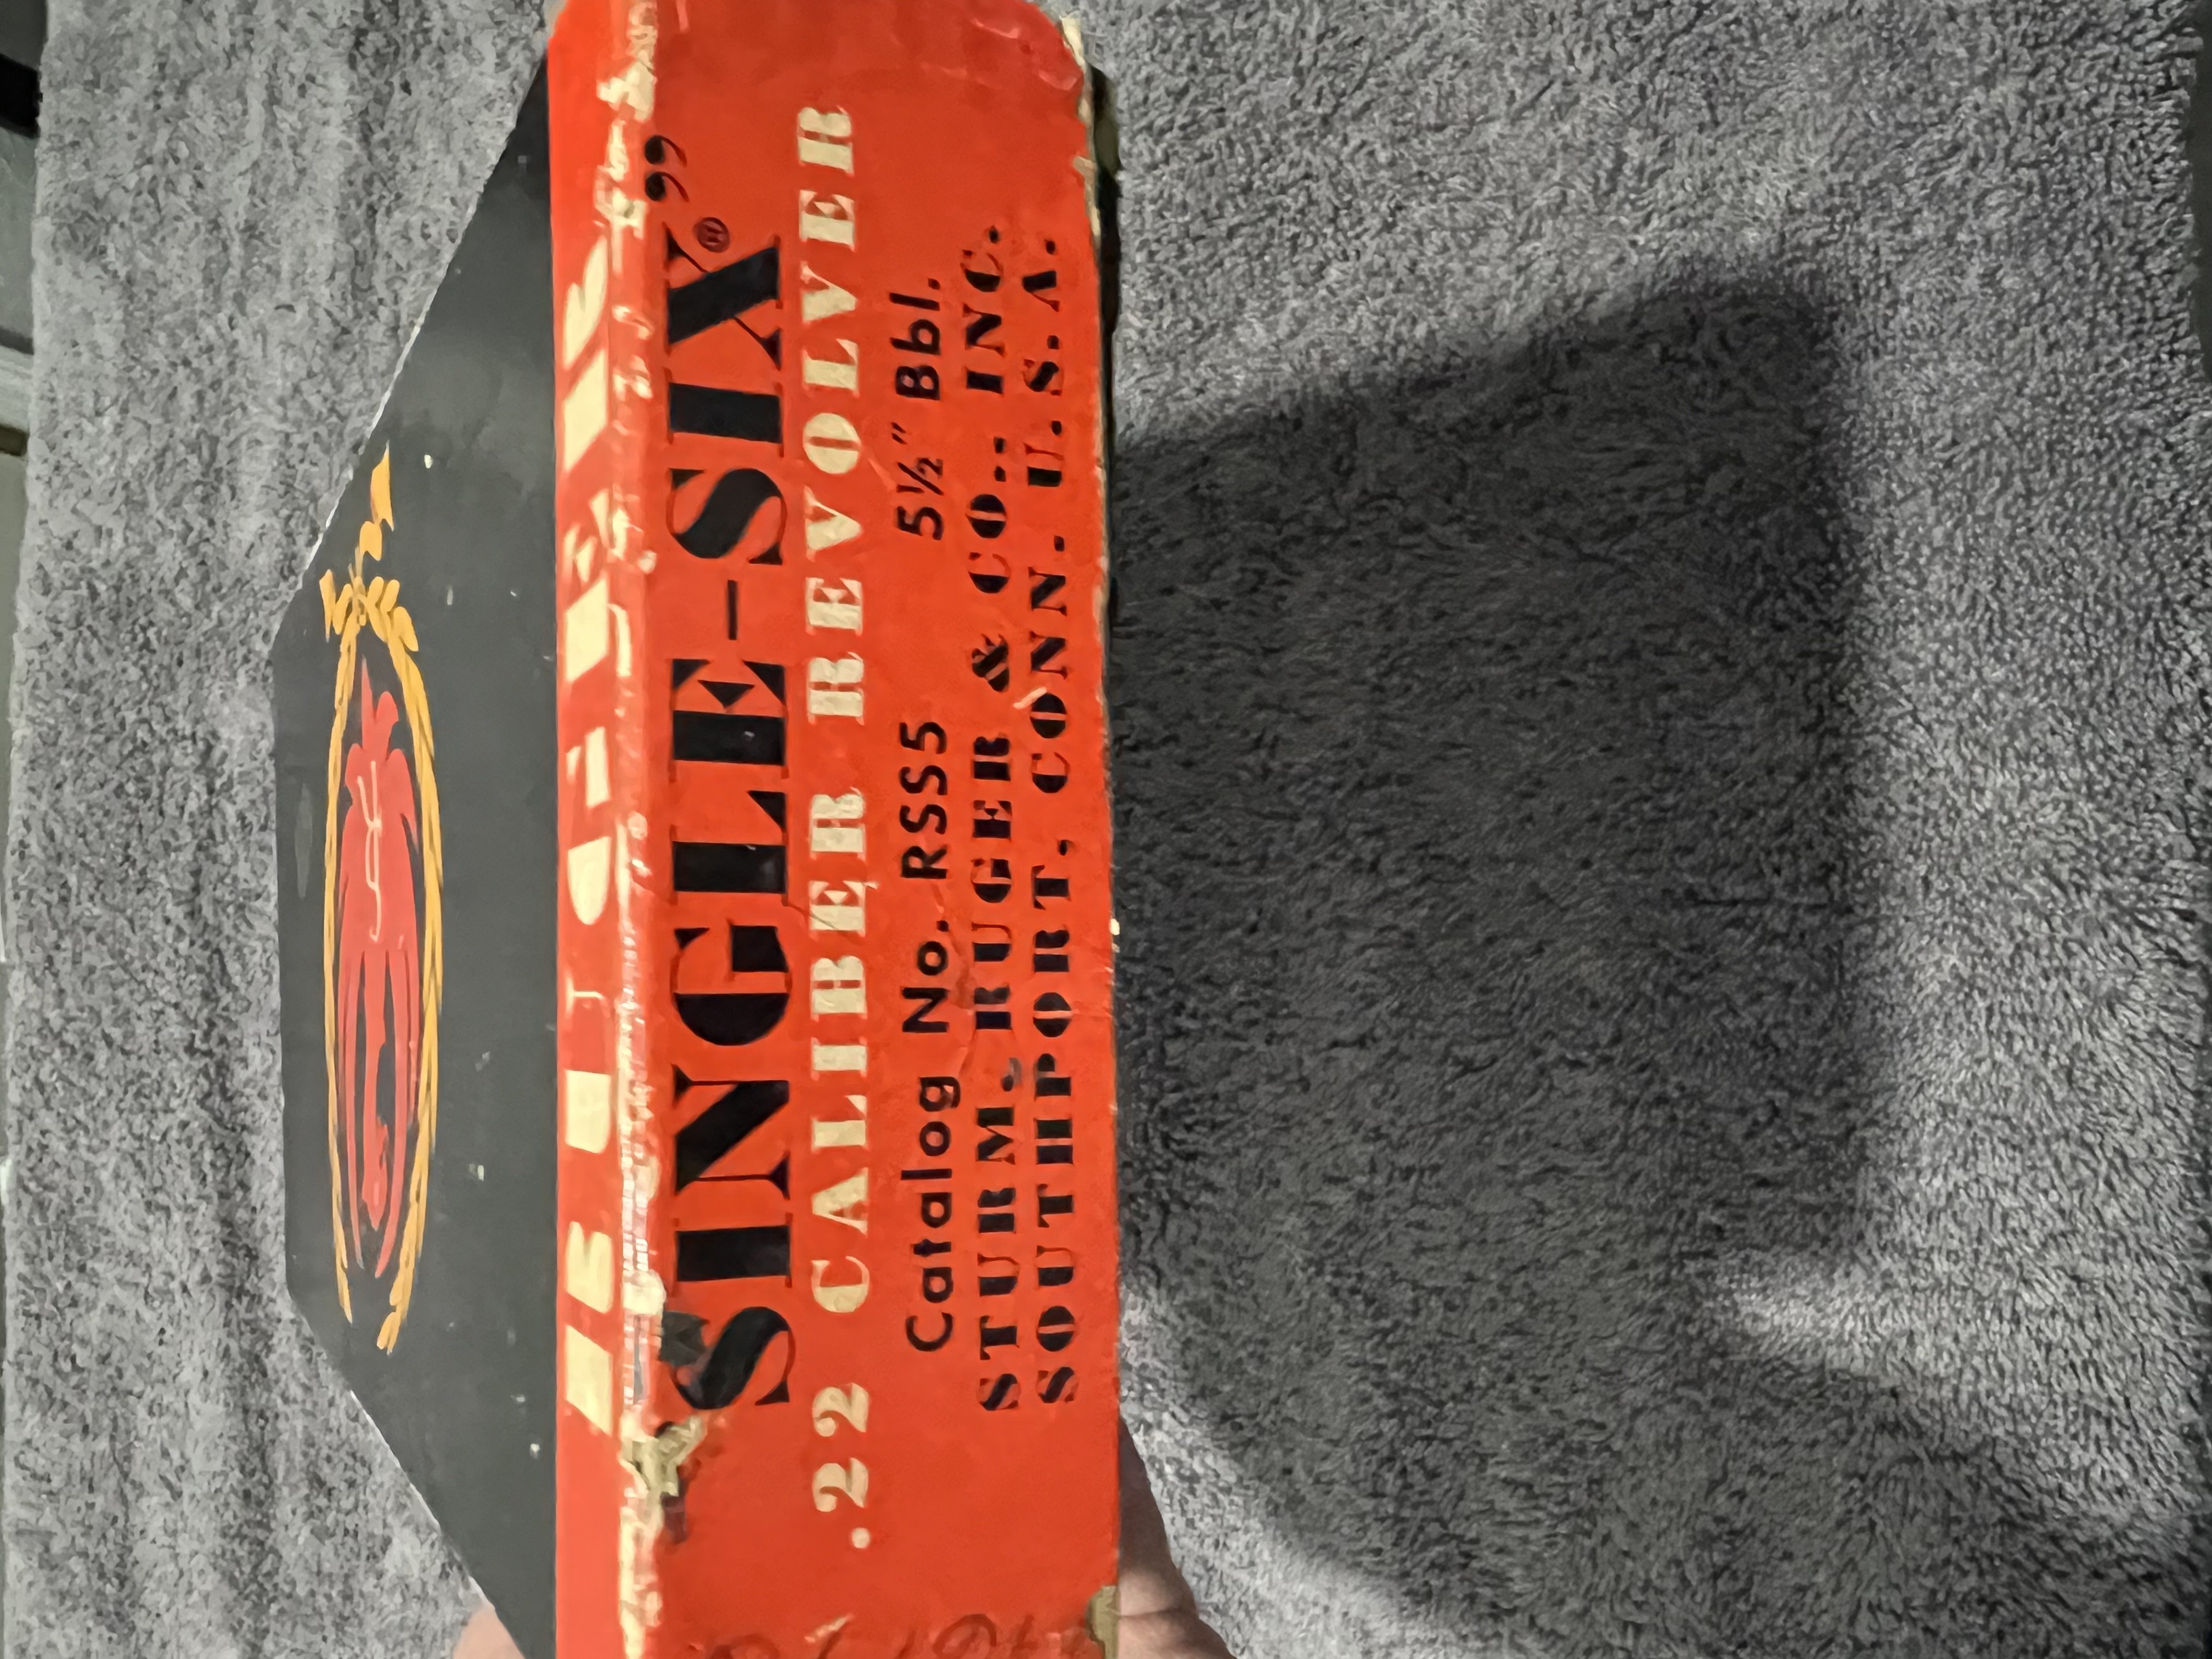 "SINGLE-SIX®"
.22 CALIBER REVOLVER
Catalog No. RSS5 5½" Bbl.
STURM, RUGER & CO., INC.
SOUTHPORT, CONN. U.S.A.